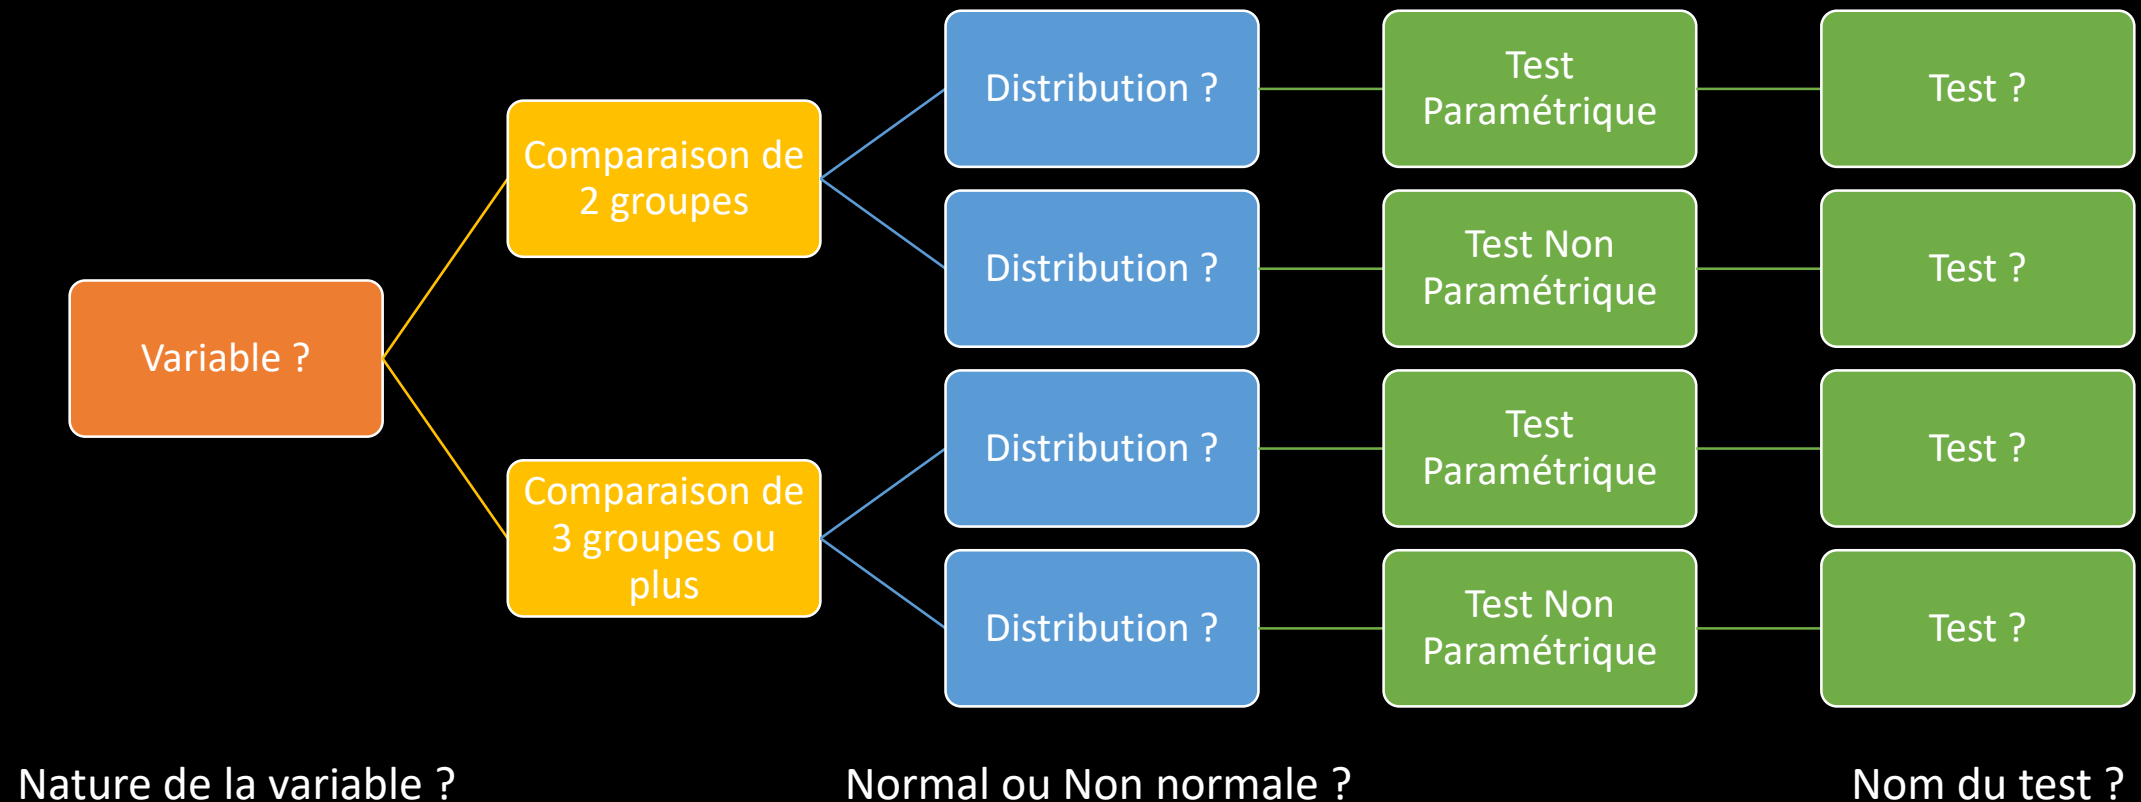 Variable ?
Comparaison de
2 groupes
Comparaison de
3 groupes ou
plus
Distribution ?
Test
Paramétrique
Test ?
Distribution ?
Test Non
Paramétrique
Test ?
Distribution ?
Test
Paramétrique
Test ?
Distribution ?
Test Non
Paramétrique
Test ?
Nature de la variable ?
Normal ou Non normale ?
Nom du test ?